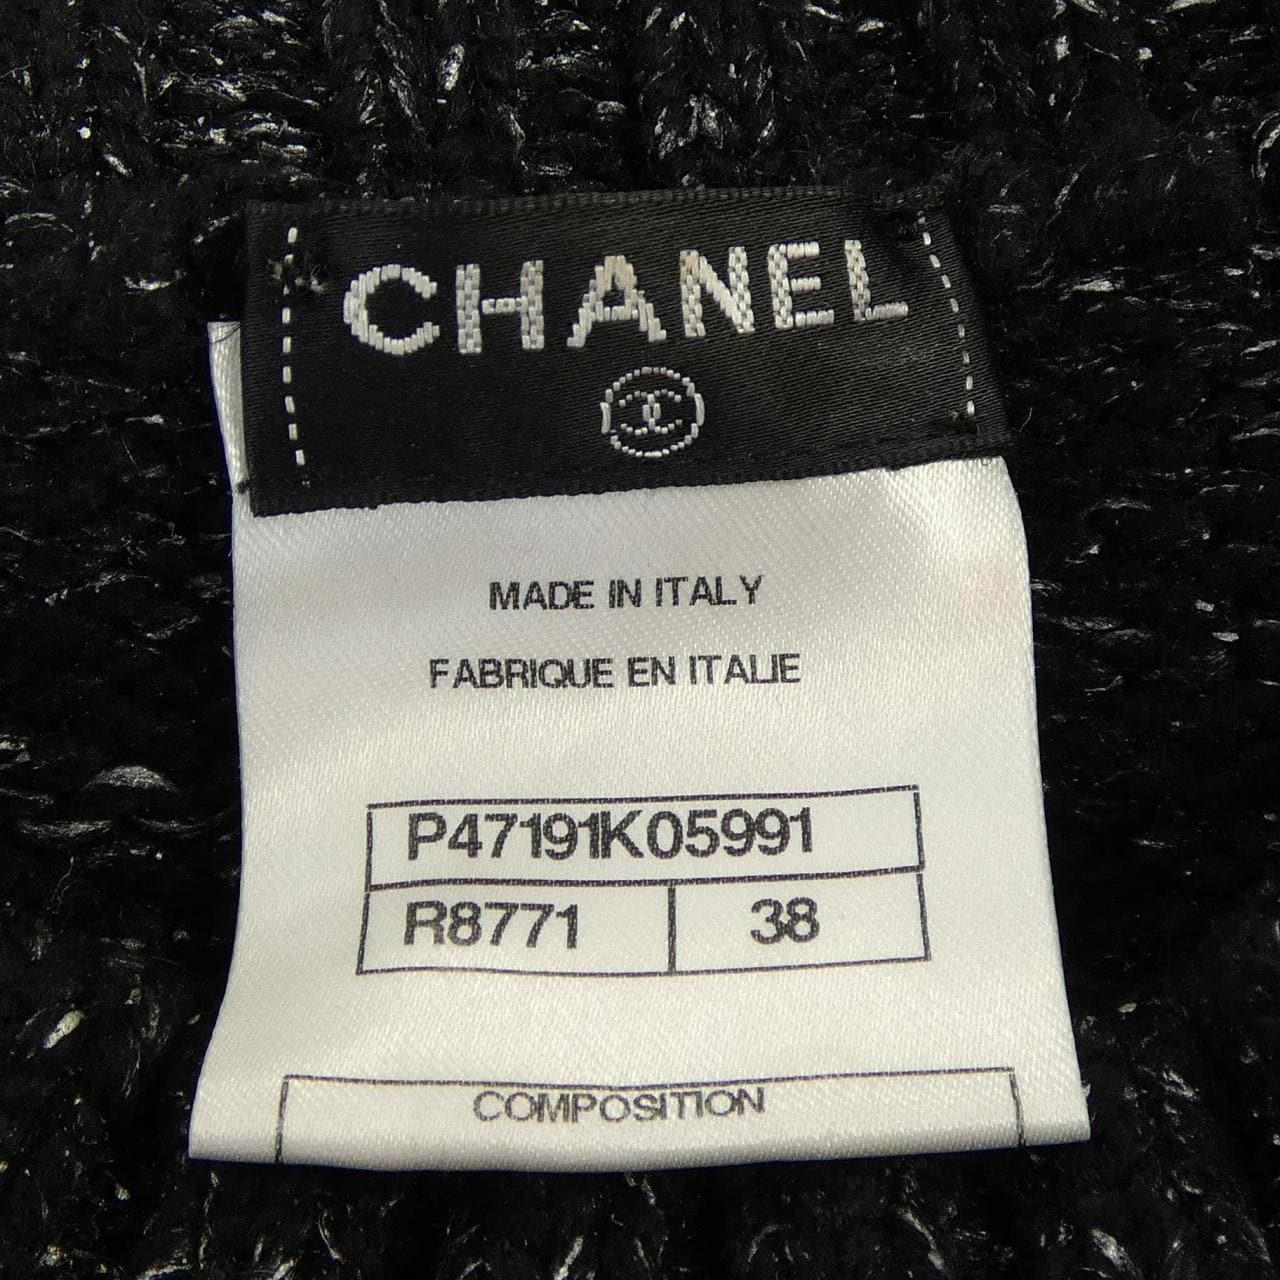 CHANEL
MADE IN ITALY
FABRIQUE EN ITALIE
P47191K05991
R8771 38
COMPOSITION